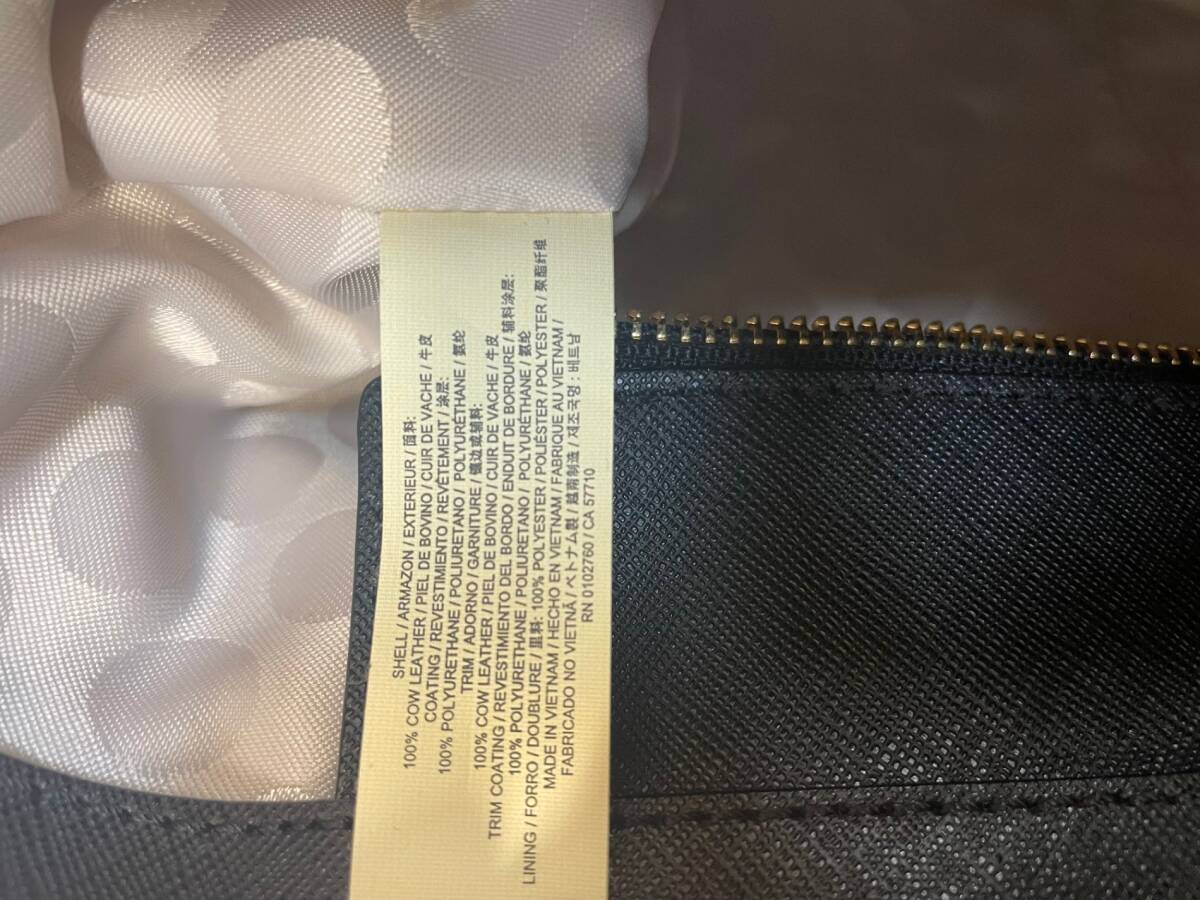 SHELL / ARMAZON / EXTERIEUR / 面料:
100% COW LEATHER / PIEL DE BOVINO / CUIR DE VACHE / 牛皮
COATING / REVESTIMIENTO / REVÊTEMENT / 涂层:
100% POLYURETHANE / POLIURETANO / POLYURÉTHANE / 氨纶
TRIM / ADORNO / GARNITURE / 镶边或辅料:
100% COW LEATHER / PIEL DE BOVINO / CUIR DE VACHE / 牛皮
TRIM COATING / REVESTIMIENTO DEL BORDO / ENDUIT DE BORDURE / 辅料涂层:
100% POLYURETHANE / POLIURETANO / POLYURÉTHANE / 氨纶
LINING / FORRO / DOUBLURE / 里料: 100% POLYESTER / POLIÉSTER / POLYESTER / 聚酯纤维
MADE IN VIETNAM / HECHO EN VIETNAM / FABRIQUE AU VIETNAM /
FABRICADO NO VIETNÃ / ベトナム製 / 越南制造 / 제조국명 : 베트남
RN 0102760 / CA 57710